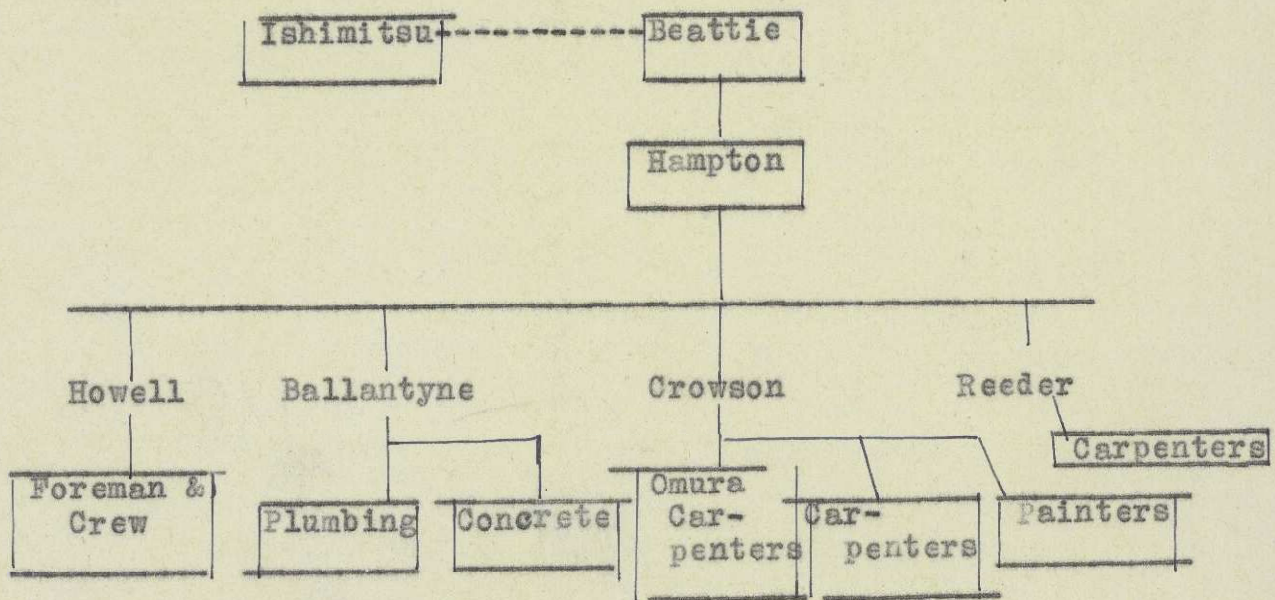 Ishimitsu Beattie
Hampton
Howell Ballantyne Crowson Reeder
Carpenters
Foreman &
Crew
Plumbing
Concrete
Omura
Car-
penters
Car-
penters
Painters